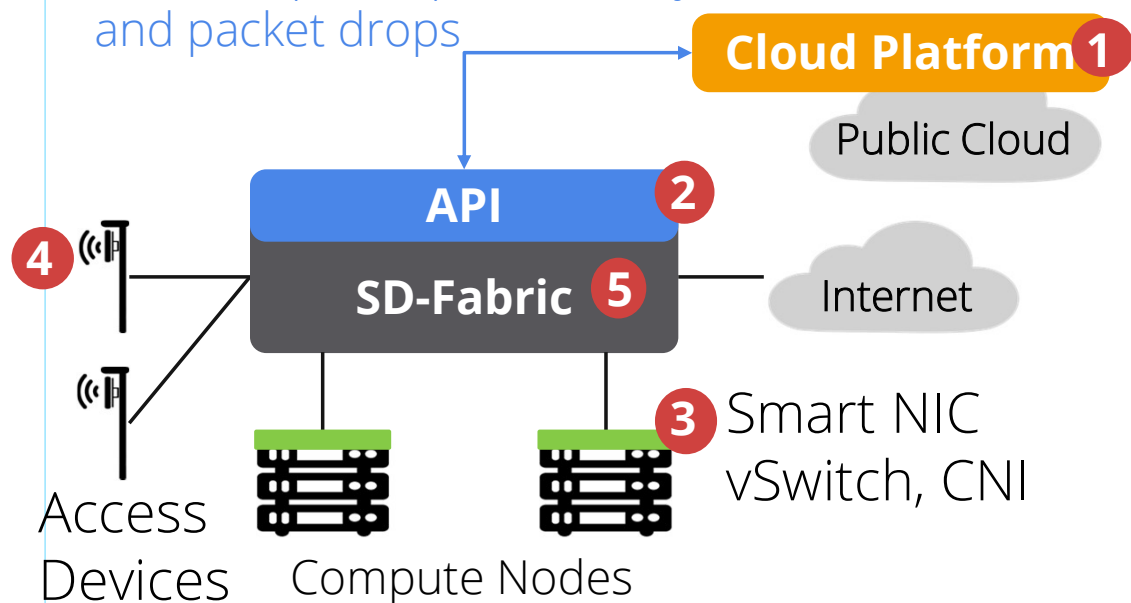 and packet drops
Cloud Platform 1
Public Cloud
API 2
4
SD-Fabric 5
Internet
3 Smart NIC
vSwitch, CNI
Access
Devices
Compute Nodes